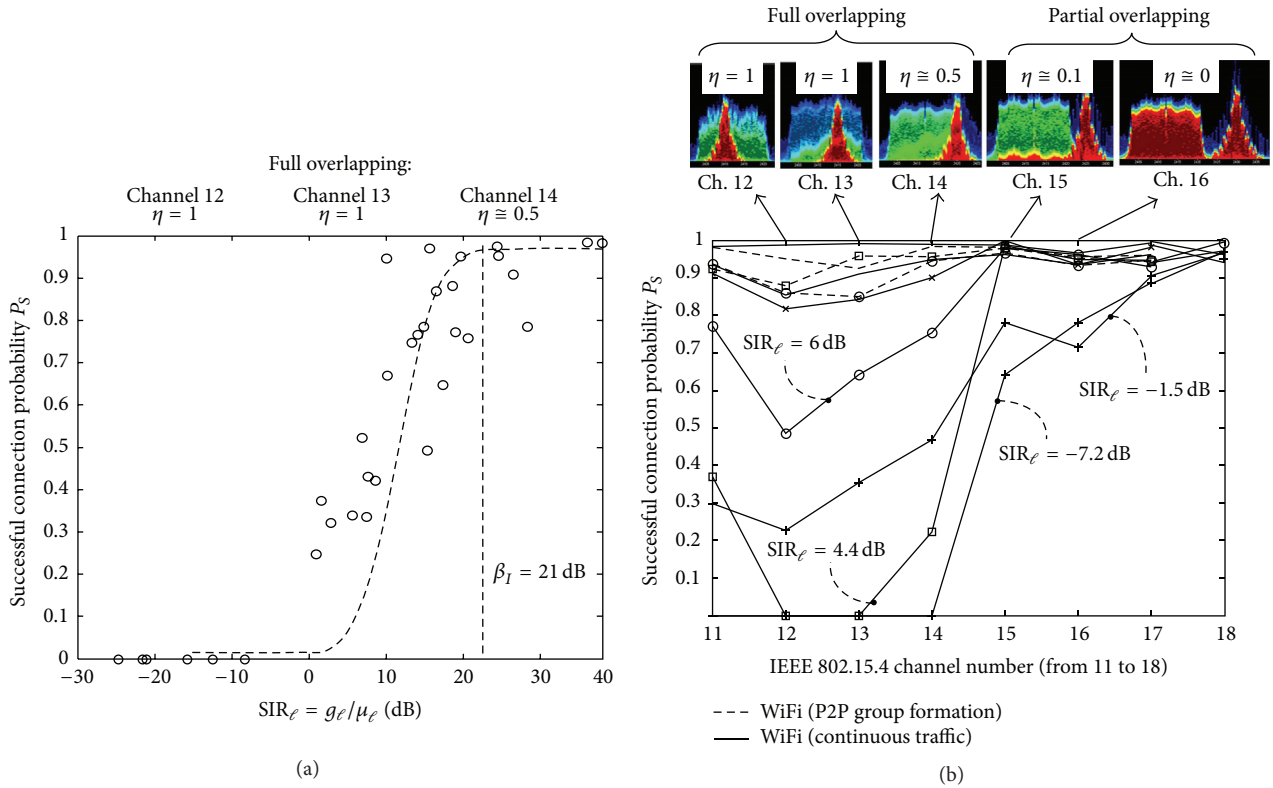 Full overlapping:
Channel 12
η = 1
Channel 13
η = 1
Channel 14
η ≅ 0.5
Successful connection probability P_S
1
0.9
0.8
0.7
0.6
0.5
0.4
0.3
0.2
0.1
0
β_I = 21 dB
−30 −20 −10 0 10 20 30 40
SIR_ℓ = g_ℓ/μ_ℓ (dB)
(a)
Full overlapping
Partial overlapping
η = 1
η = 1
η ≅ 0.5
η ≅ 0.1
η ≅ 0
Ch. 12
Ch. 13
Ch. 14
Ch. 15
Ch. 16
Successful connection probability P_S
1
0.9
0.8
0.7
0.6
0.5
0.4
0.3
0.2
0.1
SIR_ℓ = 6 dB
SIR_ℓ = −1.5 dB
SIR_ℓ = −7.2 dB
SIR_ℓ = 4.4 dB
11 12 13 14 15 16 17 18
IEEE 802.15.4 channel number (from 11 to 18)
WiFi (P2P group formation)
WiFi (continuous traffic)
(b)